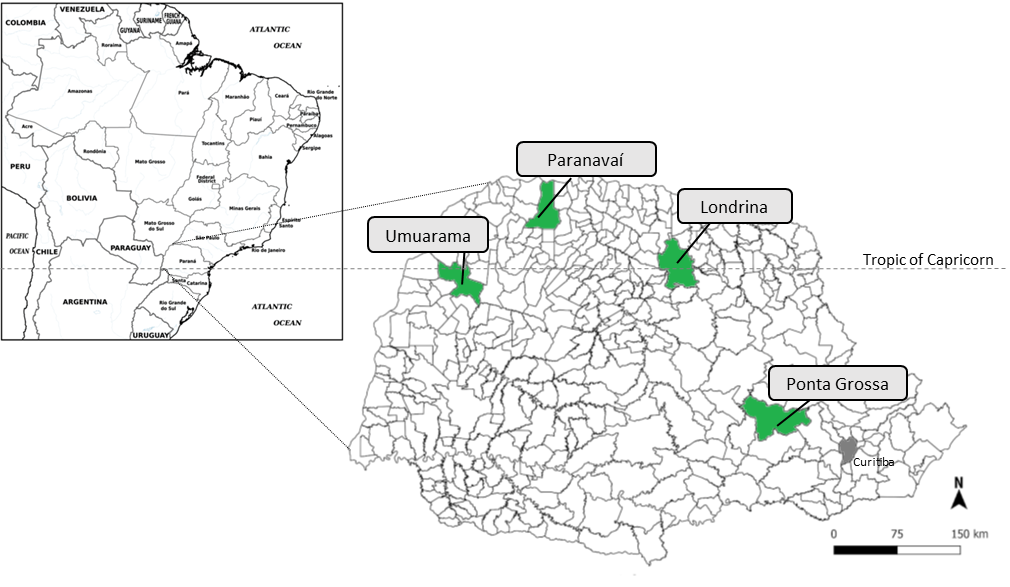 VENEZUELA
COLOMBIA
GUYANA
SURINAME
FRENCH
GUIANA
ATLANTIC
OCEAN
Roraima
Amapá
Amazonas
Pará
Maranhão
Ceará
Rio Grande
do Norte
Paraíba
Piauí
Pernambuco
Alagoas
Sergipe
Acre
Rondônia
Tocantins
Mato Grosso
Bahia
PERU
Federal
District
Goiás
BOLIVIA
Minas Gerais
Mato Grosso
do Sul
Espírito
Santo
São Paulo
Rio de Janeiro
PACIFIC
OCEAN
CHILE
PARAGUAY
Paraná
Santa
Catarina
ARGENTINA
Rio Grande
do Sul
ATLANTIC
OCEAN
URUGUAY
Paranavaí
Londrina
Umuarama
Tropic of Capricorn
Ponta Grossa
Curitiba
N
0 75 150 km